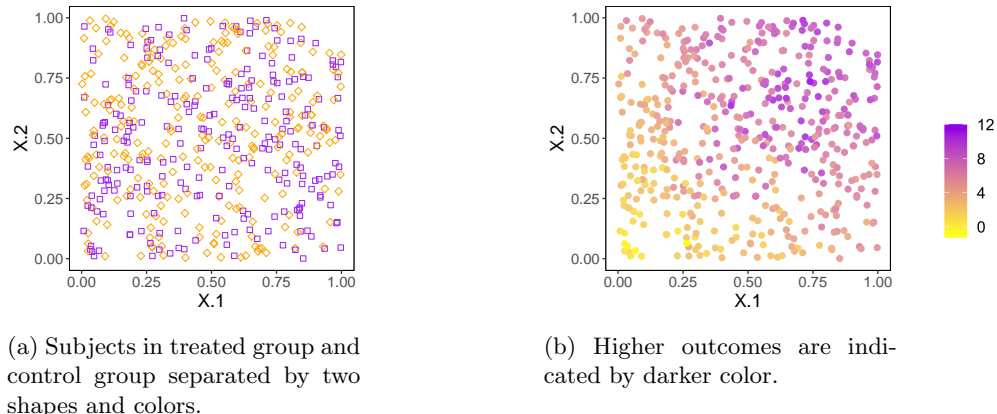 1.00
0.75
0.50
0.25
0.00
X.2
0.00 0.25 0.50 0.75 1.00
X.1
1.00
0.75
0.50
0.25
0.00
X.2
0.00 0.25 0.50 0.75 1.00
X.1
12
8
4
0
(a) Subjects in treated group and
control group separated by two
shapes and colors.
(b) Higher outcomes are indi-
cated by darker color.